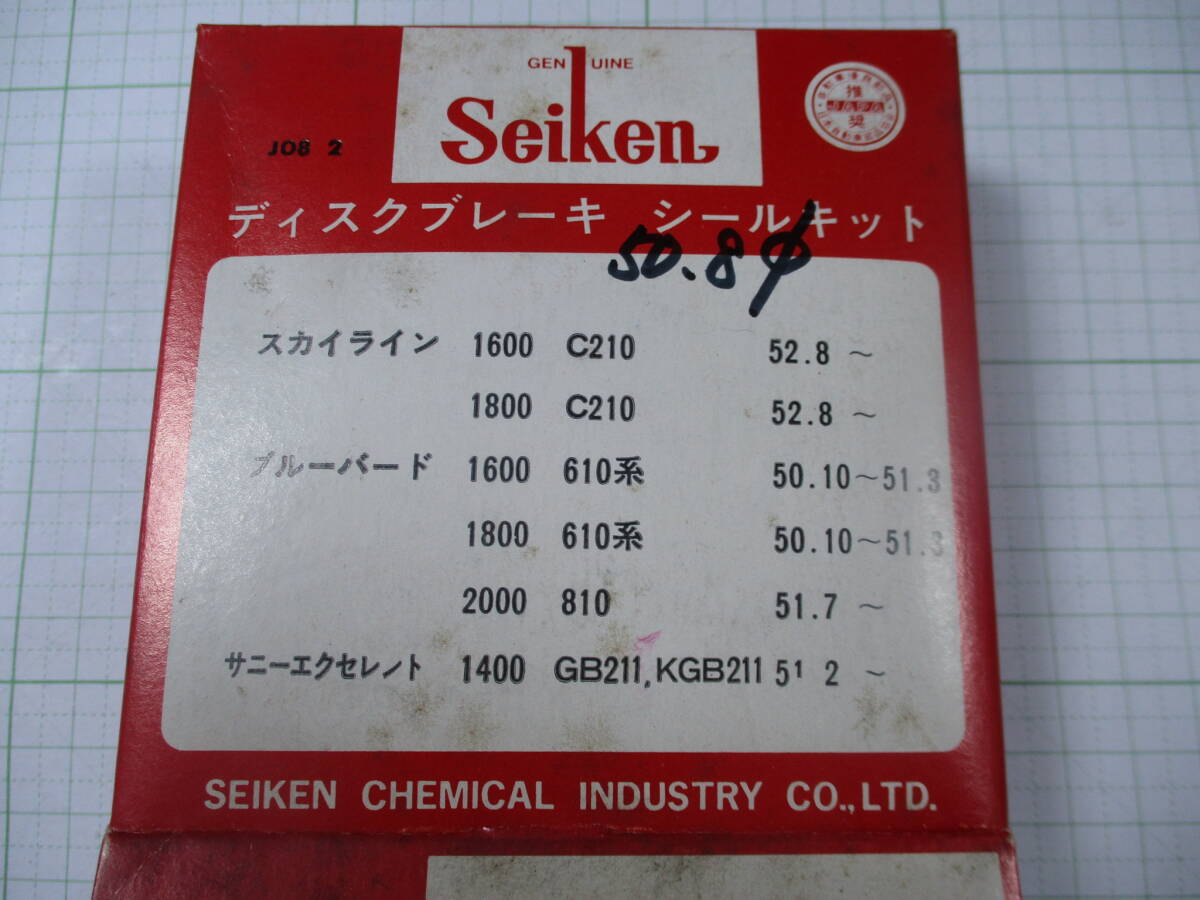 GENUINE
Seiken
推奨
JOB 2
ディスクブレーキ シールキット
50.8φ
スカイライン 1600 C210 52.8 ~
1800 C210 52.8 ~
ブルーバード 1600 610系 50.10~51.3
1800 610系 50.10~51.3
2000 810 51.7 ~
サニーエクセレント 1400 GB211, KGB211 51 2 ~
SEIKEN CHEMICAL INDUSTRY CO., LTD.